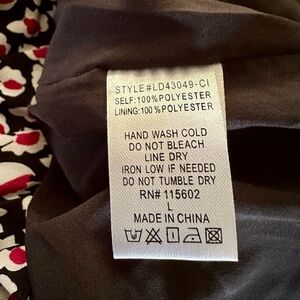 STYLE#LD43049-CI
SELF: 100%POLYESTER
LINING: 100%POLYESTER
HAND WASH COLD
DO NOT BLEACH
LINE DRY
IRON LOW IF NEEDED
DO NOT TUMBLE DRY
RN# 115602
L
MADE IN CHINA